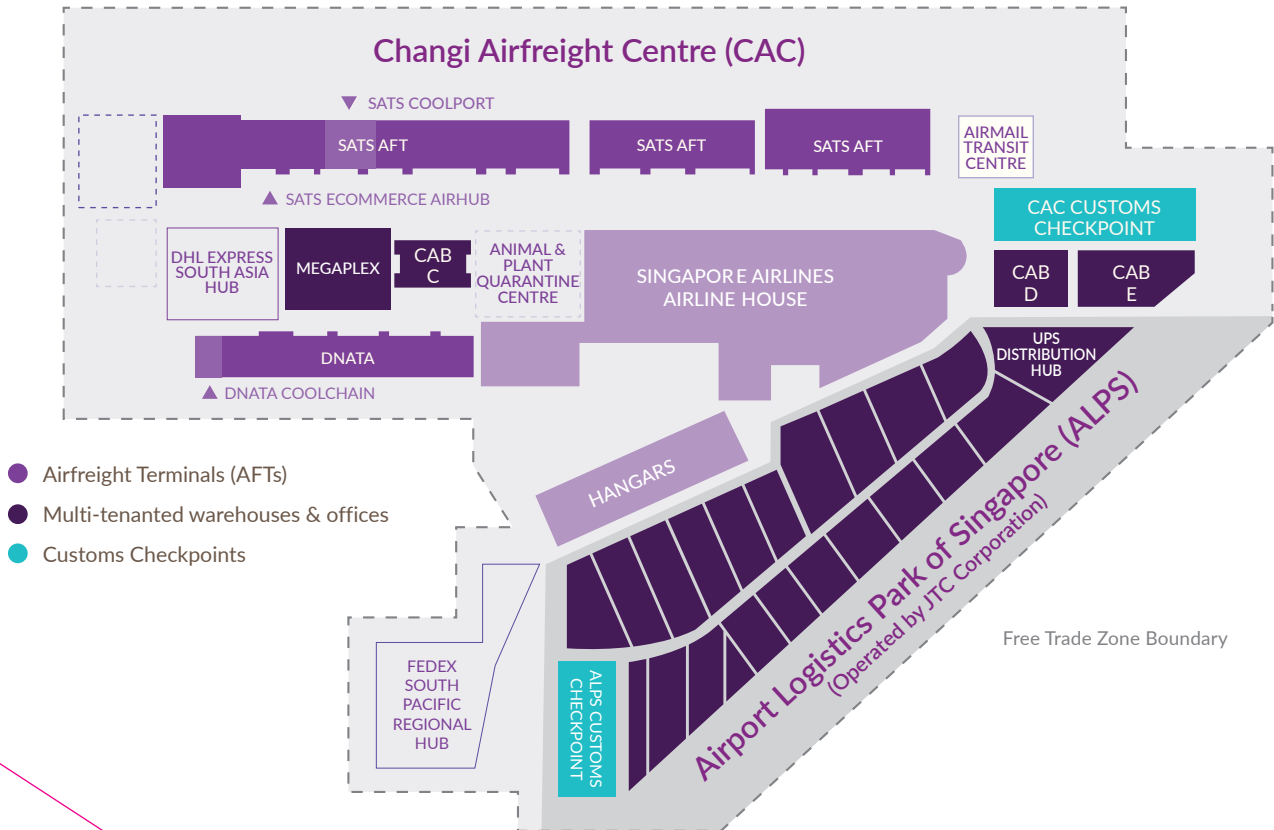 Changi Airfreight Centre (CAC)
SATS COOLPORT
SATS AFT
SATS AFT
SATS AFT
AIRMAIL
TRANSIT
CENTRE
SATS ECOMMERCE AIRHUB
CAC CUSTOMS
CHECKPOINT
DHL EXPRESS
SOUTH ASIA
HUB
MEGAPLEX
CAB
C
ANIMAL &
PLANT
QUARANTINE
CENTRE
SINGAPORE AIRLINES
AIRLINE HOUSE
CAB
D
CAB
E
DNATA
DNATA COOLCHAIN
UPS
DISTRIBUTION
HUB
HANGARS
Airfreight Terminals (AFTs)
Multi-tenanted warehouses & offices
Customs Checkpoints
Airport Logistics Park of Singapore (ALPS)
(Operated by JTC Corporation)
Free Trade Zone Boundary
FEDEX
SOUTH
PACIFIC
REGIONAL
HUB
ALPS CUSTOMS
CHECKPOINT